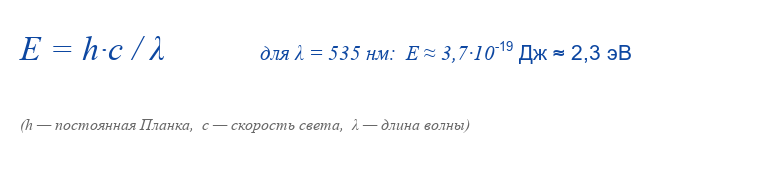 E = h·c / λ для λ = 535 нм: E ≈ 3,7·10⁻¹⁹ Дж ≈ 2,3 эВ
(h — постоянная Планка, c — скорость света, λ — длина волны)